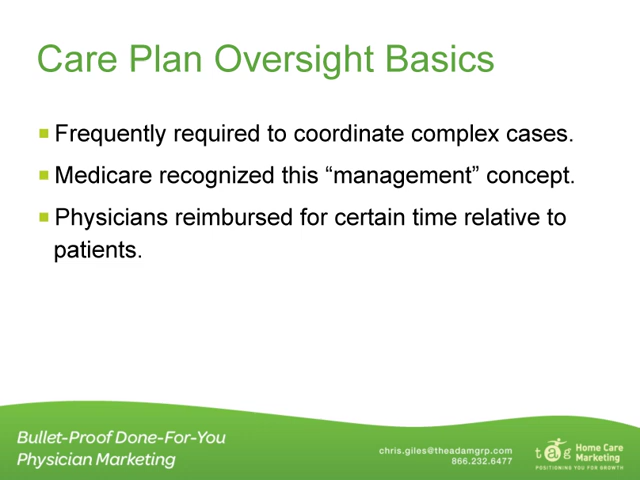 Care Plan Oversight Basics
Frequently required to coordinate complex cases.
Medicare recognized this “management” concept.
Physicians reimbursed for certain time relative to
patients.
Bullet-Proof Done-For-You
Physician Marketing
chris.giles@theadamgrp.com
866.232.6477
tag Home Care
Marketing
POSITIONING YOU FOR GROWTH